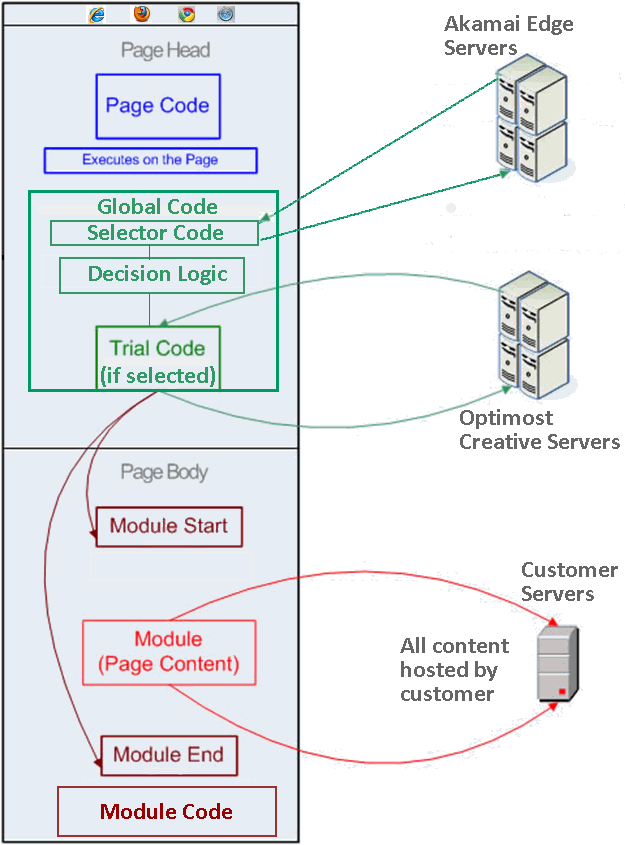 Page Head
Page Code
Executes on the Page
Global Code
Selector Code
Decision Logic
Trial Code
(if selected)
Akamai Edge
Servers
Optimost
Creative Servers
Page Body
Module Start
Module
(Page Content)
Module End
Module Code
Customer
Servers
All content
hosted by
customer